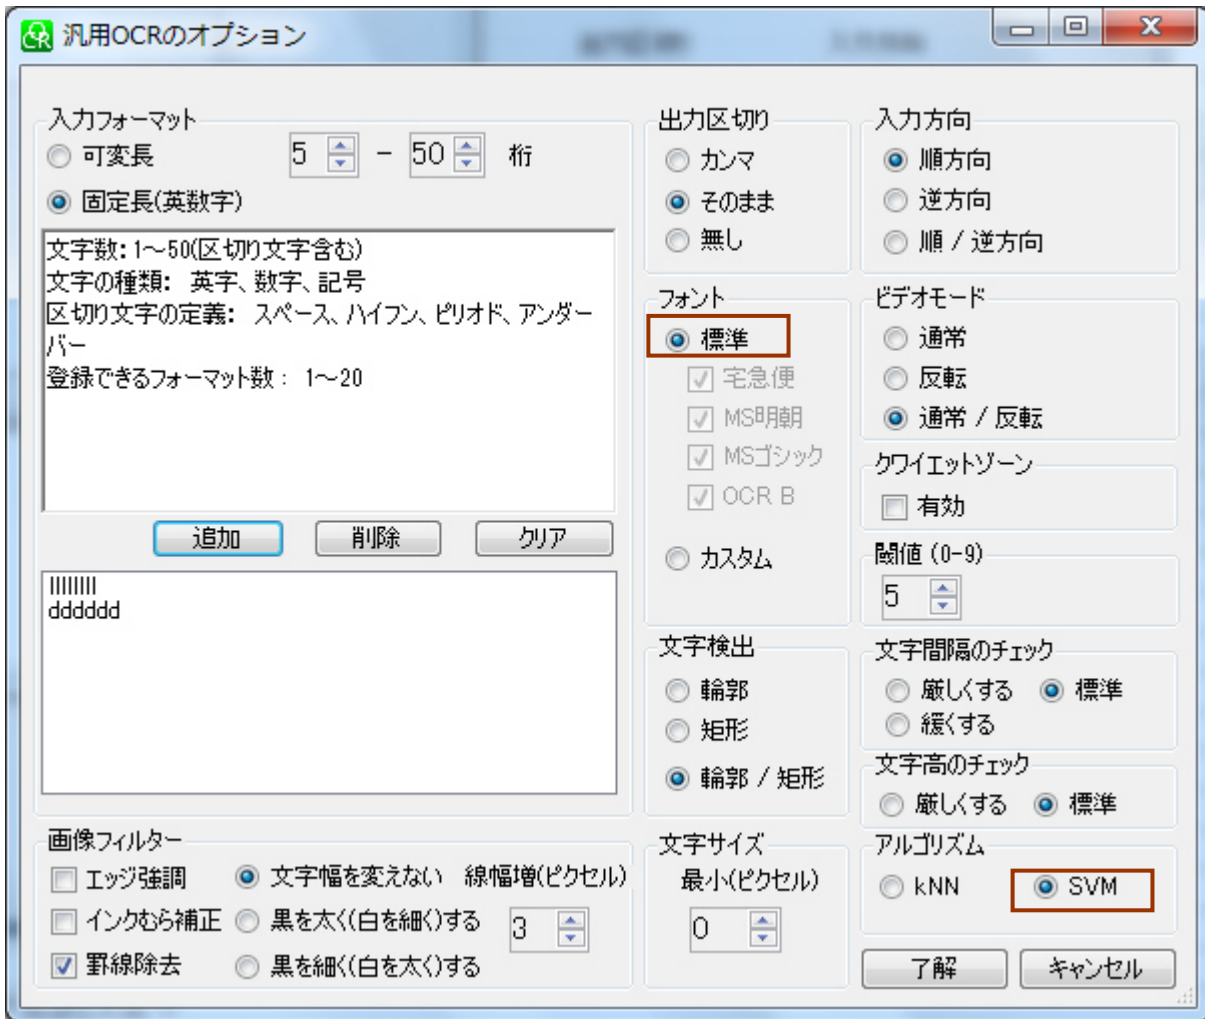 汎用OCRのオプション
入力フォーマット
可変長 5 - 50 桁
固定長(英数字)
文字数: 1～50(区切り文字含む)
文字の種類: 英字、数字、記号
区切り文字の定義: スペース、ハイフン、ピリオド、アンダー
バー
登録できるフォーマット数 : 1～20
追加 削除 クリア
llllllll
dddddd
画像フィルター
エッジ強調 文字幅を変えない 線幅増(ピクセル)
インクむら補正 黒を太く(白を細く)する 3
罫線除去 黒を細く(白を太く)する
出力区切り
カンマ
そのまま
無し
フォント
標準
宅急便
MS明朝
MSゴシック
OCR B
カスタム
文字検出
輪郭
矩形
輪郭 / 矩形
文字サイズ
最小(ピクセル)
0
入力方向
順方向
逆方向
順 / 逆方向
ビデオモード
通常
反転
通常 / 反転
クワイエットゾーン
有効
閾値 (0-9)
5
文字間隔のチェック
厳しくする 標準
緩くする
文字高のチェック
厳しくする 標準
アルゴリズム
kNN SVM
了解 キャンセル